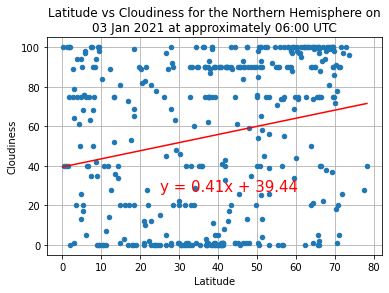 Latitude vs Cloudiness for the Northern Hemisphere on
03 Jan 2021 at approximately 06:00 UTC
100
80
60
40
20
0
Cloudiness
y = 0.41x + 39.44
0 10 20 30 40 50 60 70 80
Latitude